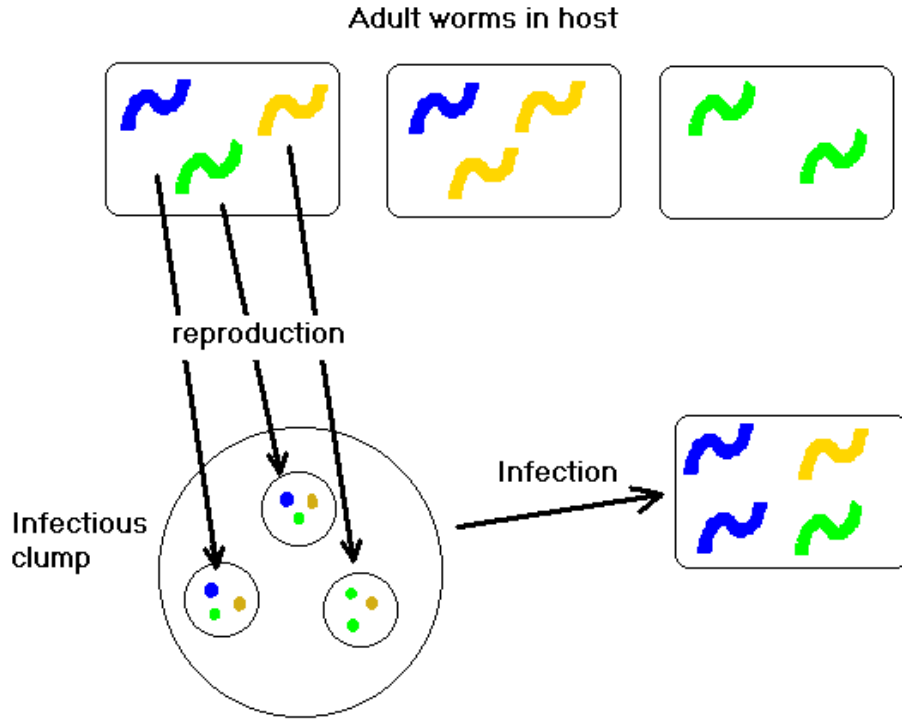 Adult worms in host
reproduction
Infection
Infectious
clump